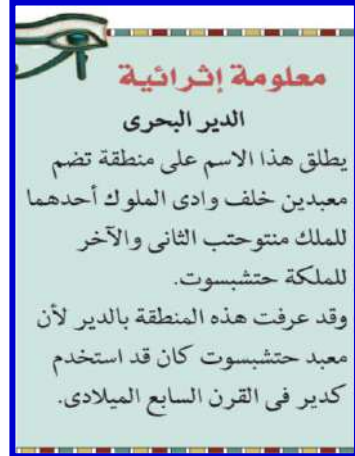 معلومة إثرائية
الدير البحرى
يطلق هذا الاسم على منطقة تضم
معبدين خلف وادى الملوك أحدهما
للملك منتوحتب الثانى والآخر
للملكة حتشبسوت.
وقد عرفت هذه المنطقة بالدير لأن
معبد حتشبسوت كان قد استخدم
كدير فى القرن السابع الميلادى.